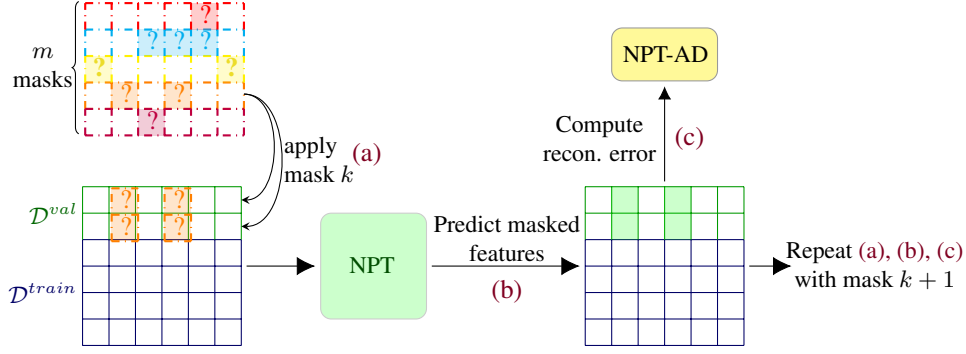 ?
? ? ?
? ?
? ?
?
m
masks
apply
mask k
(a)
NPT-AD
Compute
recon. error
(c)
D^{val}
? ?
? ?
D^{train}
NPT
Predict masked
features
(b)
Repeat (a), (b), (c)
with mask k + 1